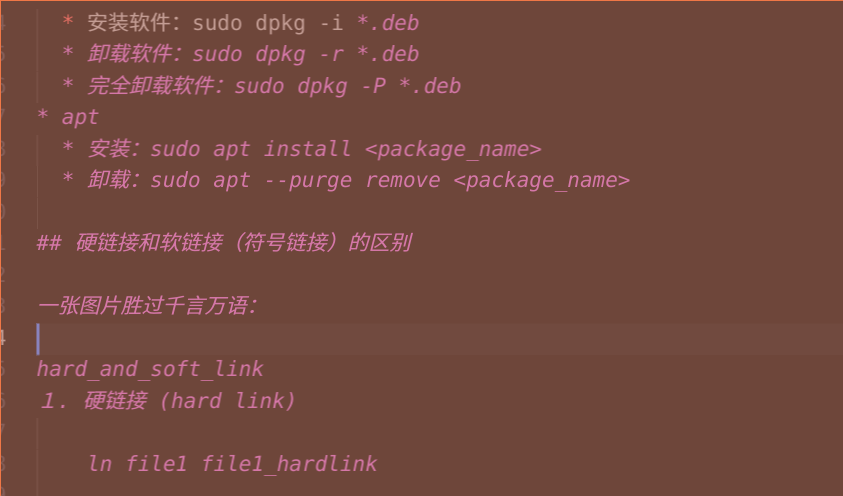 * 安装软件：sudo dpkg -i *.deb
* 卸载软件：sudo dpkg -r *.deb
* 完全卸载软件：sudo dpkg -P *.deb
* apt
* 安装：sudo apt install <package_name>
* 卸载：sudo apt --purge remove <package_name>
## 硬链接和软链接（符号链接）的区别
一张图片胜过千言万语：
hard_and_soft_link
1. 硬链接 (hard link)
ln file1 file1_hardlink